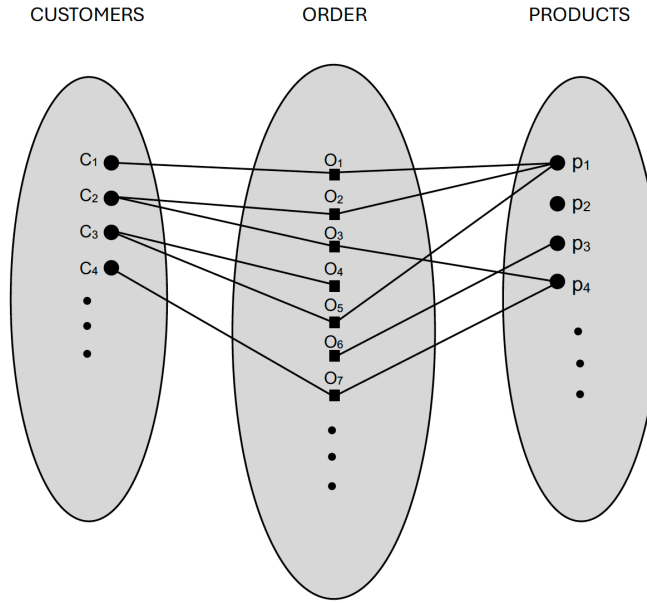 CUSTOMERS ORDER PRODUCTS
C₁ O₁ p₁
C₂ O₂ p₂
C₃ O₃ p₃
C₄ O₄ p₄
O₅
O₆
O₇